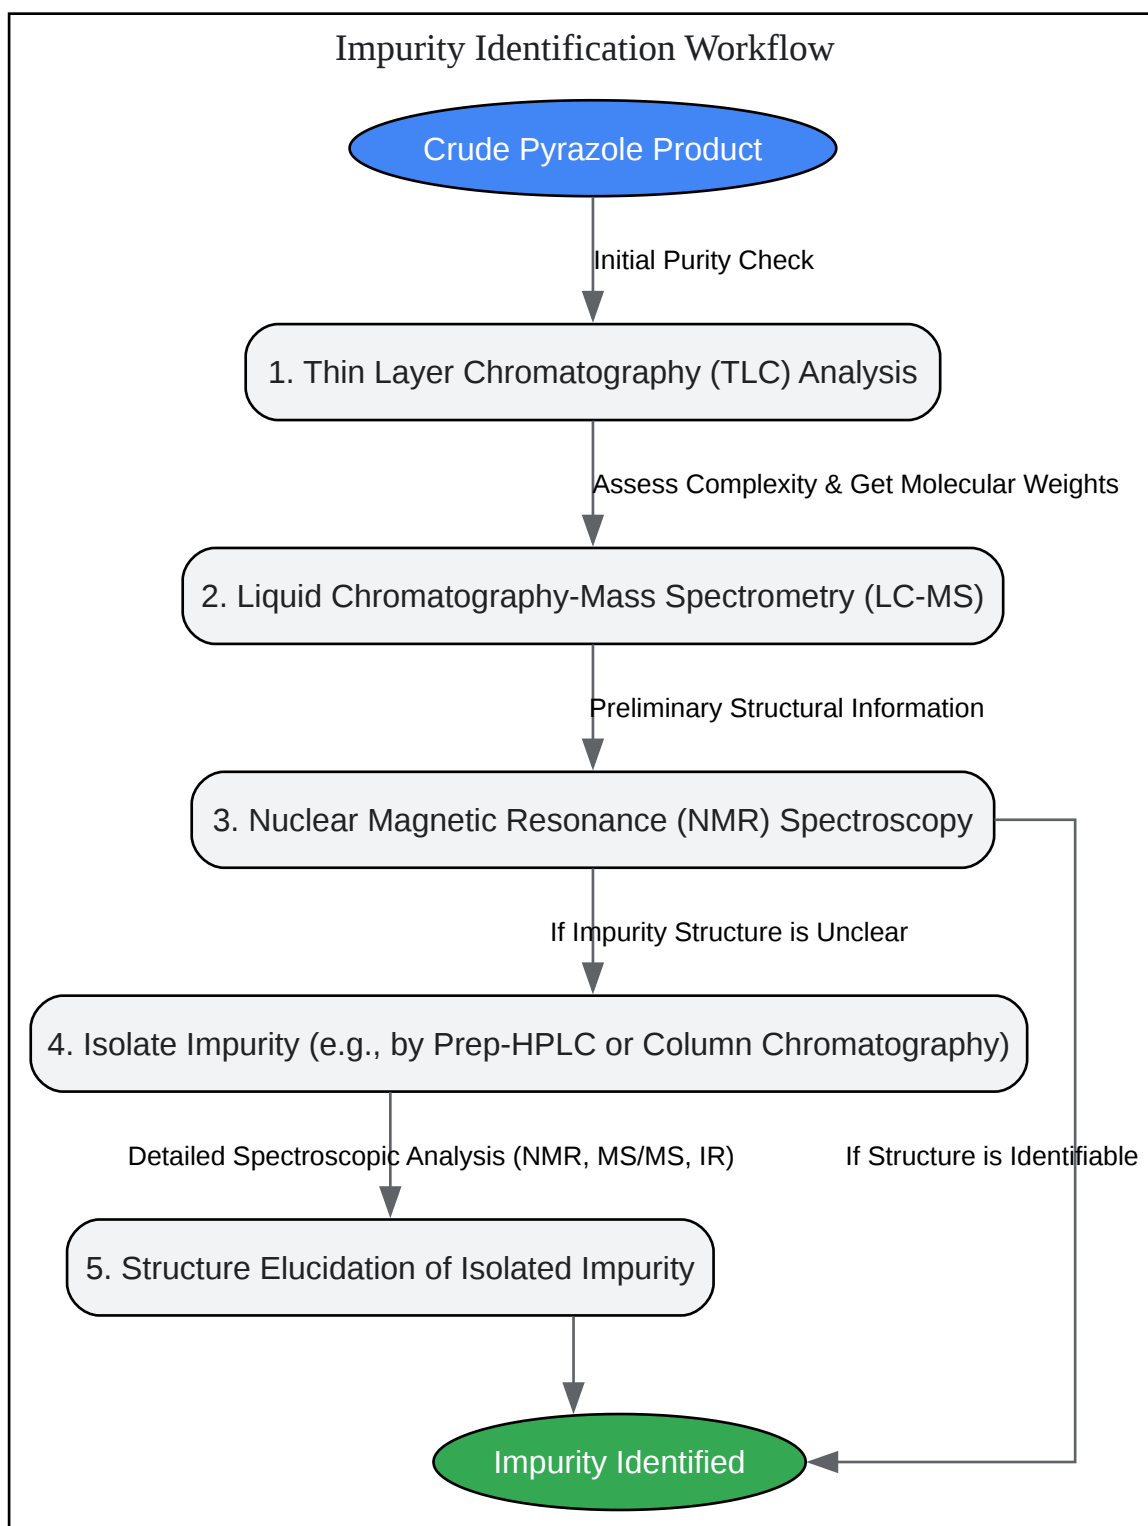 Impurity Identification Workflow
Crude Pyrazole Product
Initial Purity Check
1. Thin Layer Chromatography (TLC) Analysis
Assess Complexity & Get Molecular Weights
2. Liquid Chromatography-Mass Spectrometry (LC-MS)
Preliminary Structural Information
3. Nuclear Magnetic Resonance (NMR) Spectroscopy
If Impurity Structure is Unclear
4. Isolate Impurity (e.g., by Prep-HPLC or Column Chromatography)
Detailed Spectroscopic Analysis (NMR, MS/MS, IR)
If Structure is Identifiable
5. Structure Elucidation of Isolated Impurity
Impurity Identified